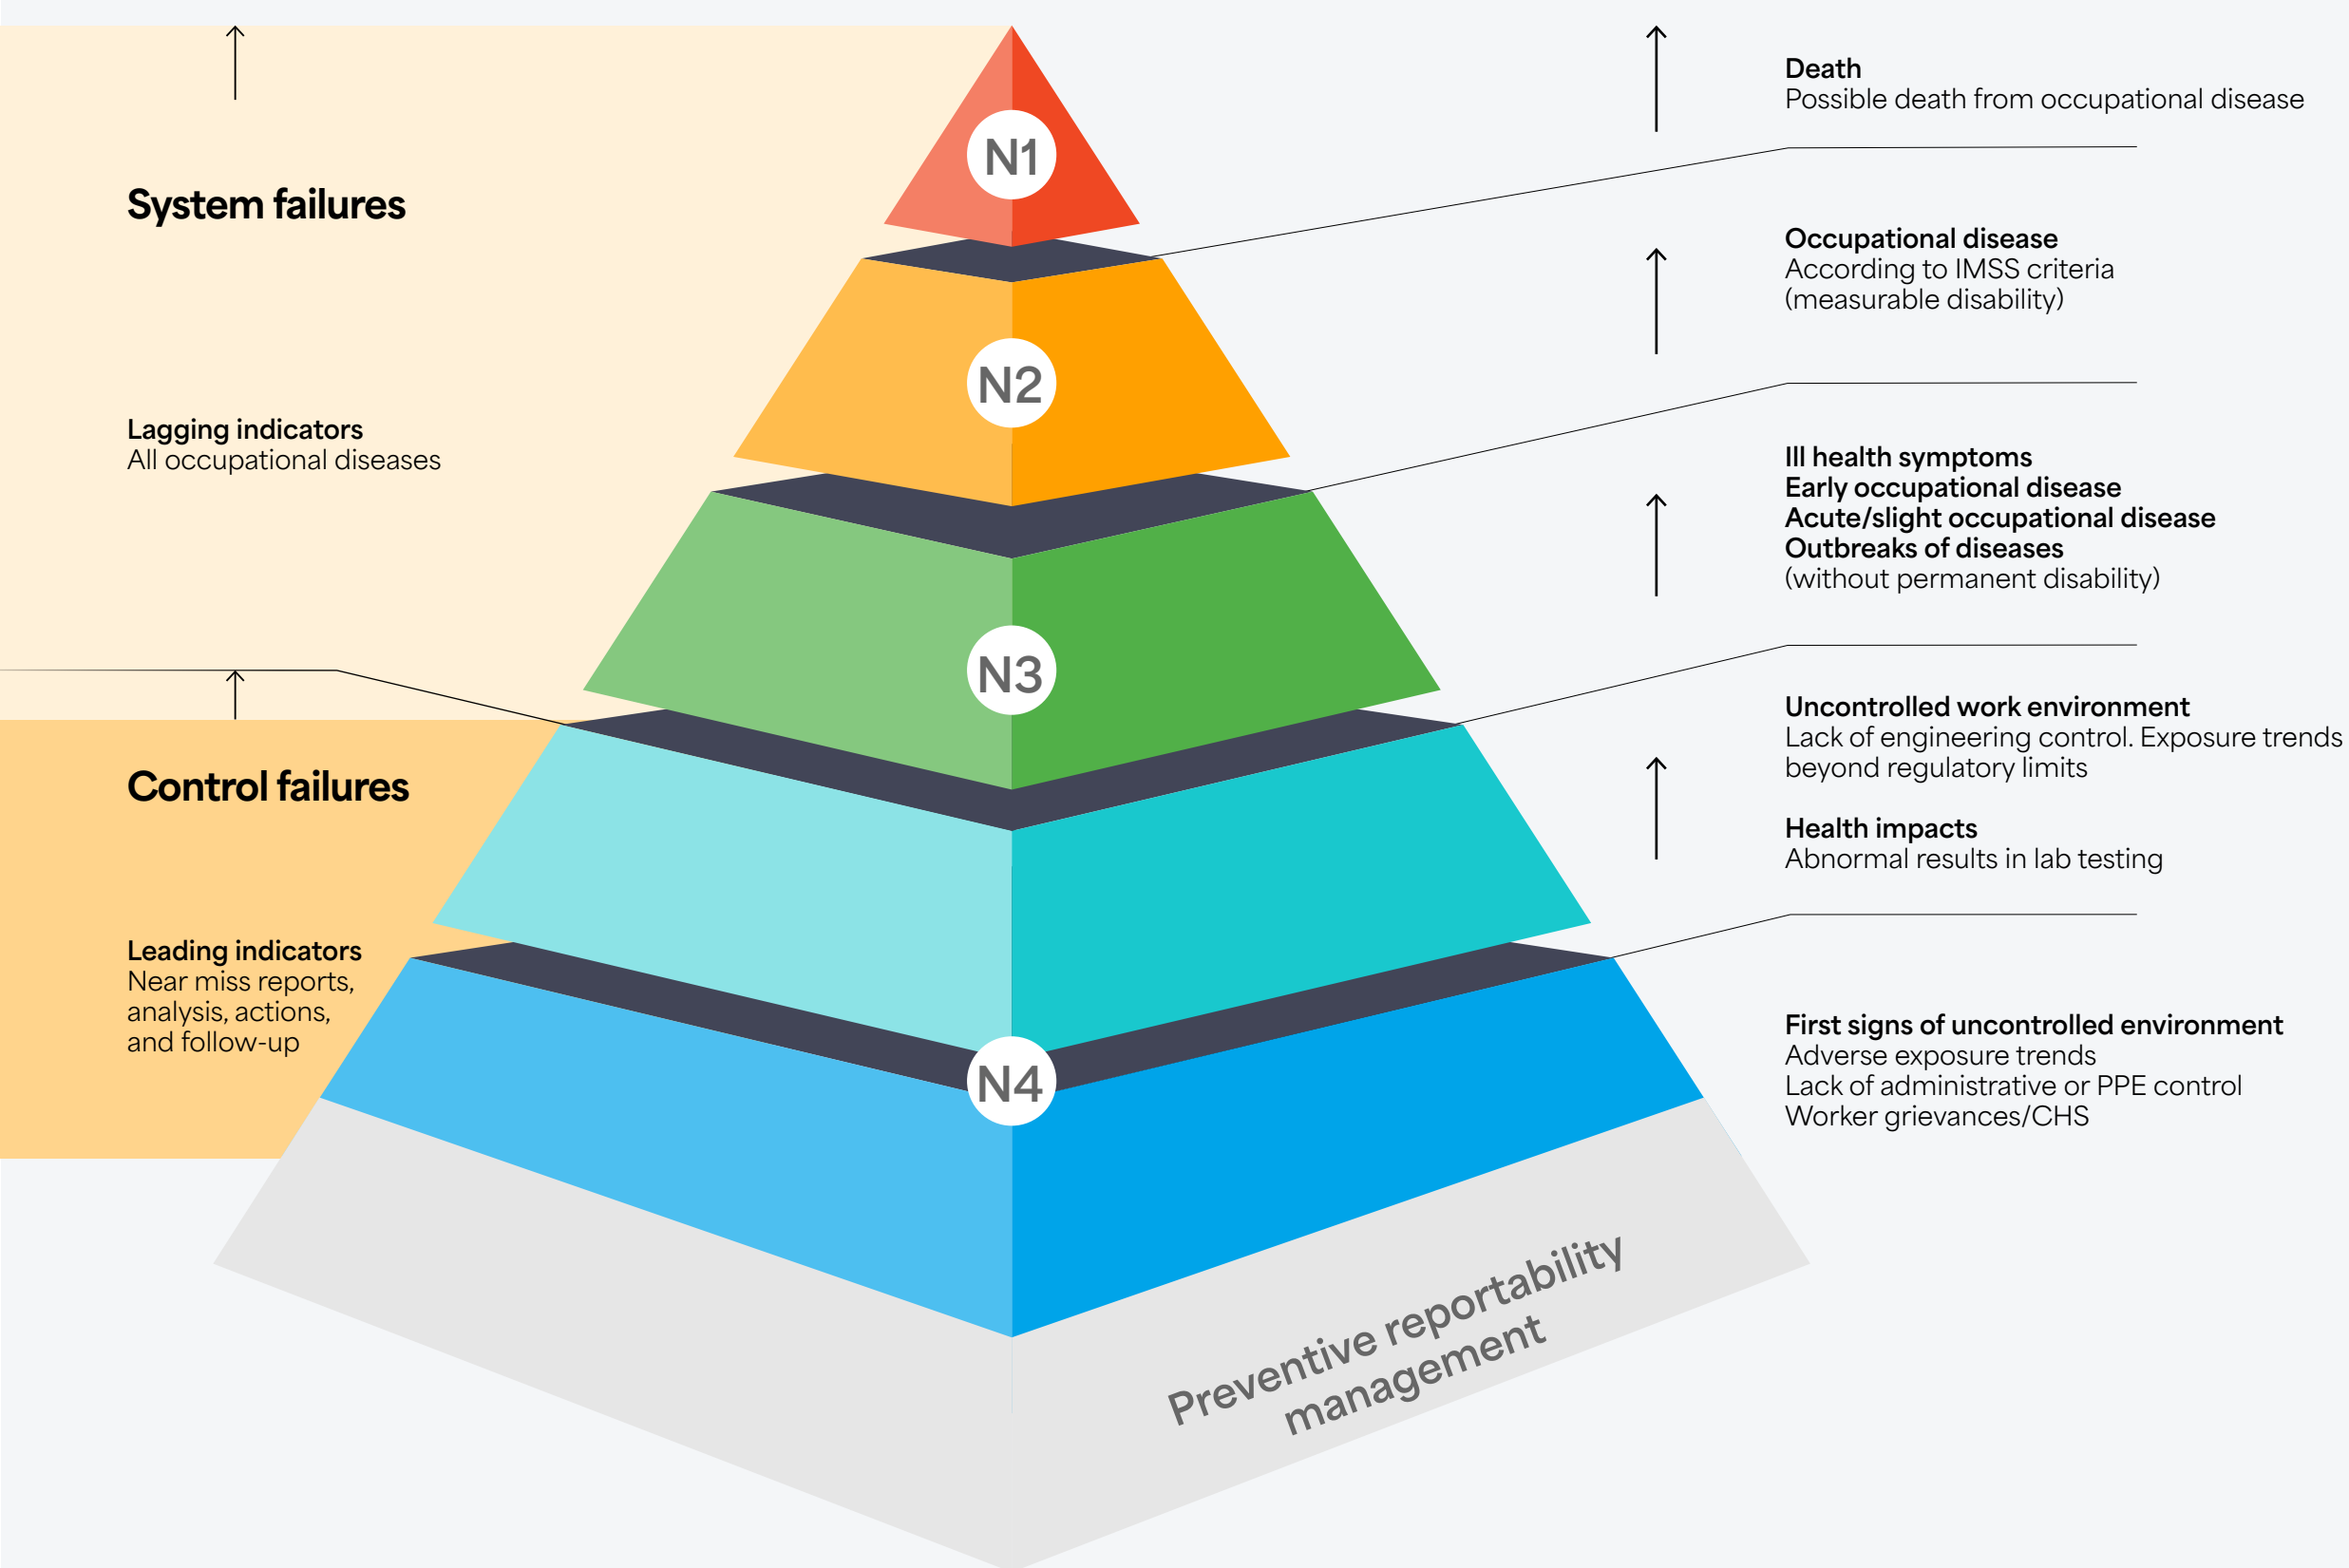 System failures
Lagging indicators
All occupational diseases
Control failures
Leading indicators
Near miss reports,
analysis, actions,
and follow-up
N1
N2
N3
N4
Preventive reportability
management
Death
Possible death from occupational disease
Occupational disease
According to IMSS criteria
(measurable disability)
Ill health symptoms
Early occupational disease
Acute/slight occupational disease
Outbreaks of diseases
(without permanent disability)
Uncontrolled work environment
Lack of engineering control. Exposure trends
beyond regulatory limits
Health impacts
Abnormal results in lab testing
First signs of uncontrolled environment
Adverse exposure trends
Lack of administrative or PPE control
Worker grievances/CHS